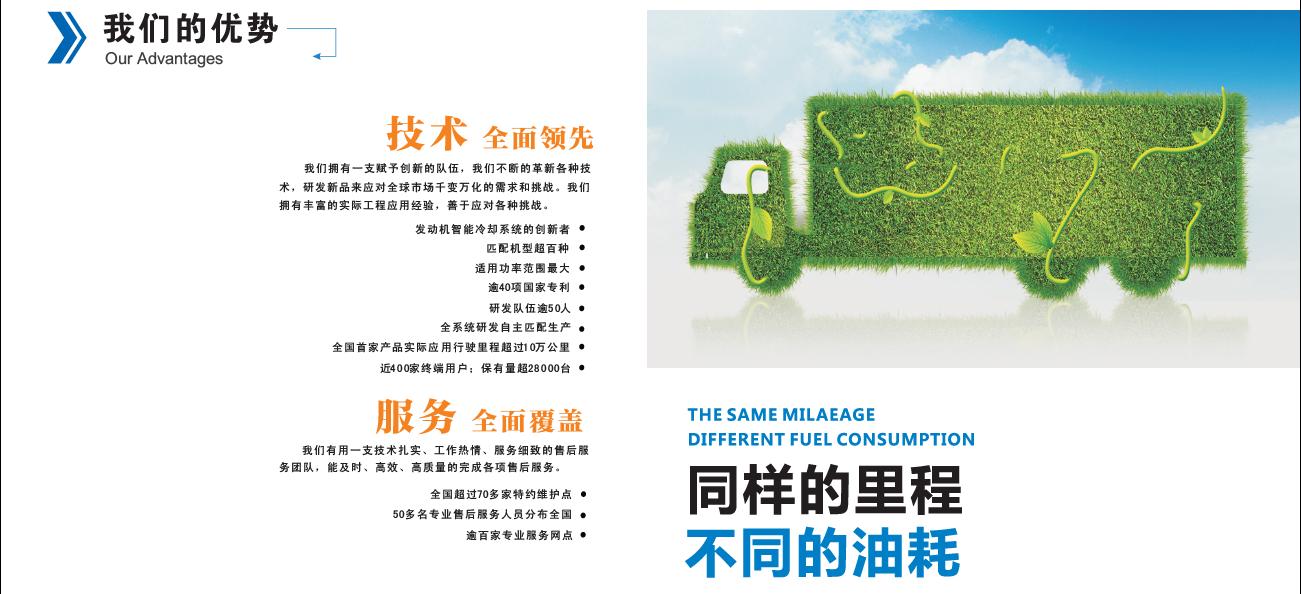 我们的优势
Our Advantages
技术 全面领先
我们拥有一支赋予创新的队伍，我们不断的革新各种技
术，研发新品来应对全球市场千变万化的需求和挑战。我们
拥有丰富的实际工程应用经验，善于应对各种挑战。
发动机智能冷却系统的创新者 ●
匹配机型超百种 ●
适用功率范围最大 ●
逾40项国家专利 ●
研发队伍逾50人 ●
全系统研发自主匹配生产 ●
全国首家产品实际应用行驶里程超过10万公里 ●
近400家终端用户；保有量超28000台 ●
服务 全面覆盖
我们有用一支技术扎实、工作热情、服务细致的售后服
务团队，能及时、高效、高质量的完成各项售后服务。
全国超过70多家特约维护点 ●
50多名专业售后服务人员分布全国 ●
逾百家专业服务网点 ●
THE SAME MILAEAGE
DIFFERENT FUEL CONSUMPTION
同样的里程
不同的油耗